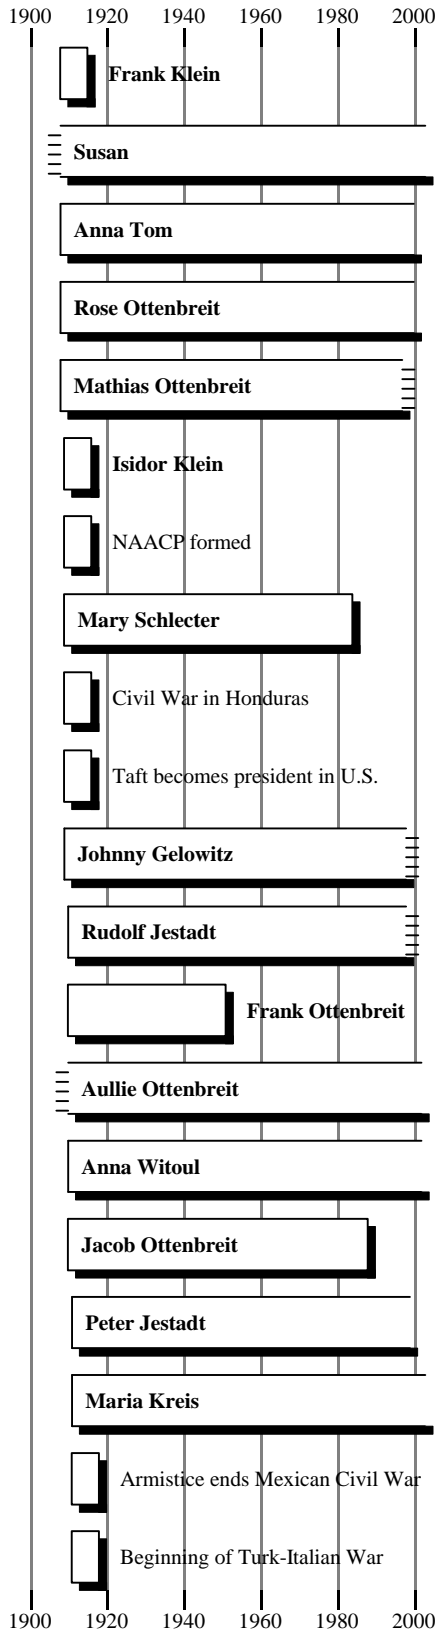 1900 1920 1940 1960 1980 2000
Frank Klein
Susan
Anna Tom
Rose Ottenbreit
Mathias Ottenbreit
Isidor Klein
NAACP formed
Mary Schlecter
Civil War in Honduras
Taft becomes president in U.S.
Johnny Gelowitz
Rudolf Jestadt
Frank Ottenbreit
Aullie Ottenbreit
Anna Witoul
Jacob Ottenbreit
Peter Jestadt
Maria Kreis
Armistice ends Mexican Civil War
Beginning of Turk-Italian War
1900 1920 1940 1960 1980 2000